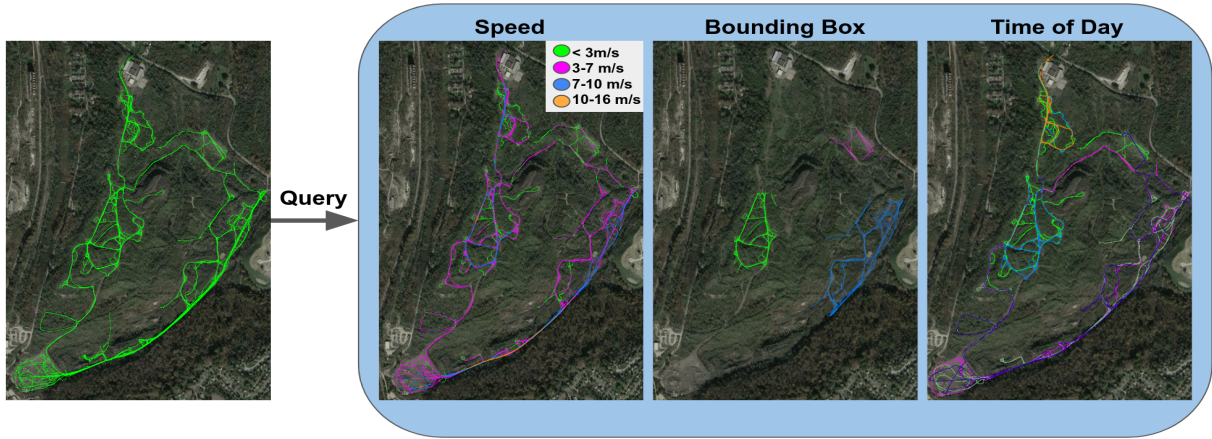 Speed
Bounding Box
Time of Day
< 3m/s
3-7 m/s
7-10 m/s
10-16 m/s
Query